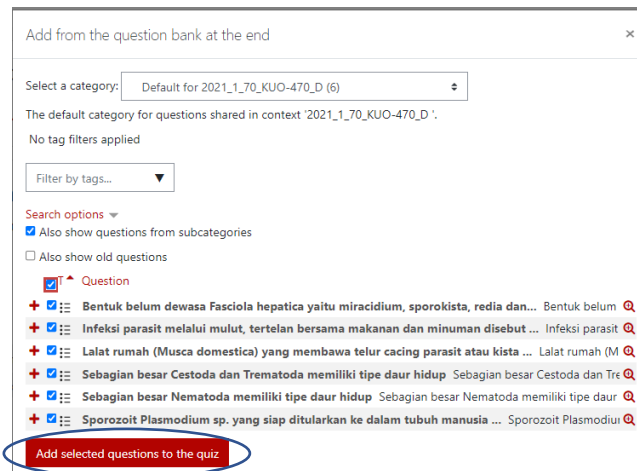 Add from the question bank at the end ×
Select a category: Default for 2021_1_70_KUO-470_D (6)
The default category for questions shared in context '2021_1_70_KUO-470_D '.
No tag filters applied
Filter by tags... ▼
Search options
Also show questions from subcategories
Also show old questions
T Question
Bentuk belum dewasa Fasciola hepatica yaitu miracidium, sporokista, redia dan... Bentuk belum
Infeksi parasit melalui mulut, tertelan bersama makanan dan minuman disebut ... Infeksi parasit
Lalat rumah (Musca domestica) yang membawa telur cacing parasit atau kista ... Lalat rumah (M
Sebagian besar Cestoda dan Trematoda memiliki tipe daur hidup Sebagian besar Cestoda dan Tre
Sebagian besar Nematoda memiliki tipe daur hidup Sebagian besar Nematoda memiliki tipe daur
Sporozoit Plasmodium sp. yang siap ditularkan ke dalam tubuh manusia ... Sporozoit Plasmodiu
Add selected questions to the quiz